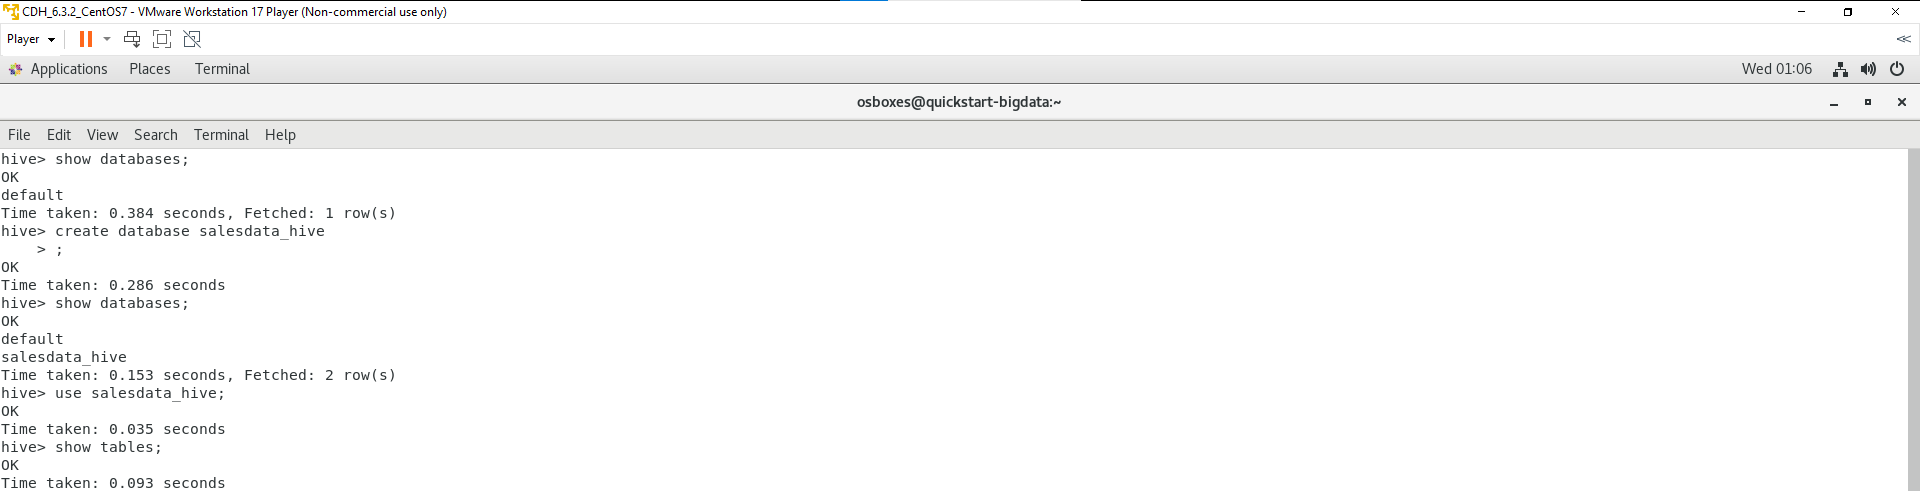 CDH_6.3.2_CentOS7 - VMware Workstation 17 Player (Non-commercial use only)
Player
Applications Places Terminal Wed 01:06
osboxes@quickstart-bigdata:~
File Edit View Search Terminal Help
hive> show databases;
OK
default
Time taken: 0.384 seconds, Fetched: 1 row(s)
hive> create database salesdata_hive
    > ;
OK
Time taken: 0.286 seconds
hive> show databases;
OK
default
salesdata_hive
Time taken: 0.153 seconds, Fetched: 2 row(s)
hive> use salesdata_hive;
OK
Time taken: 0.035 seconds
hive> show tables;
OK
Time taken: 0.093 seconds